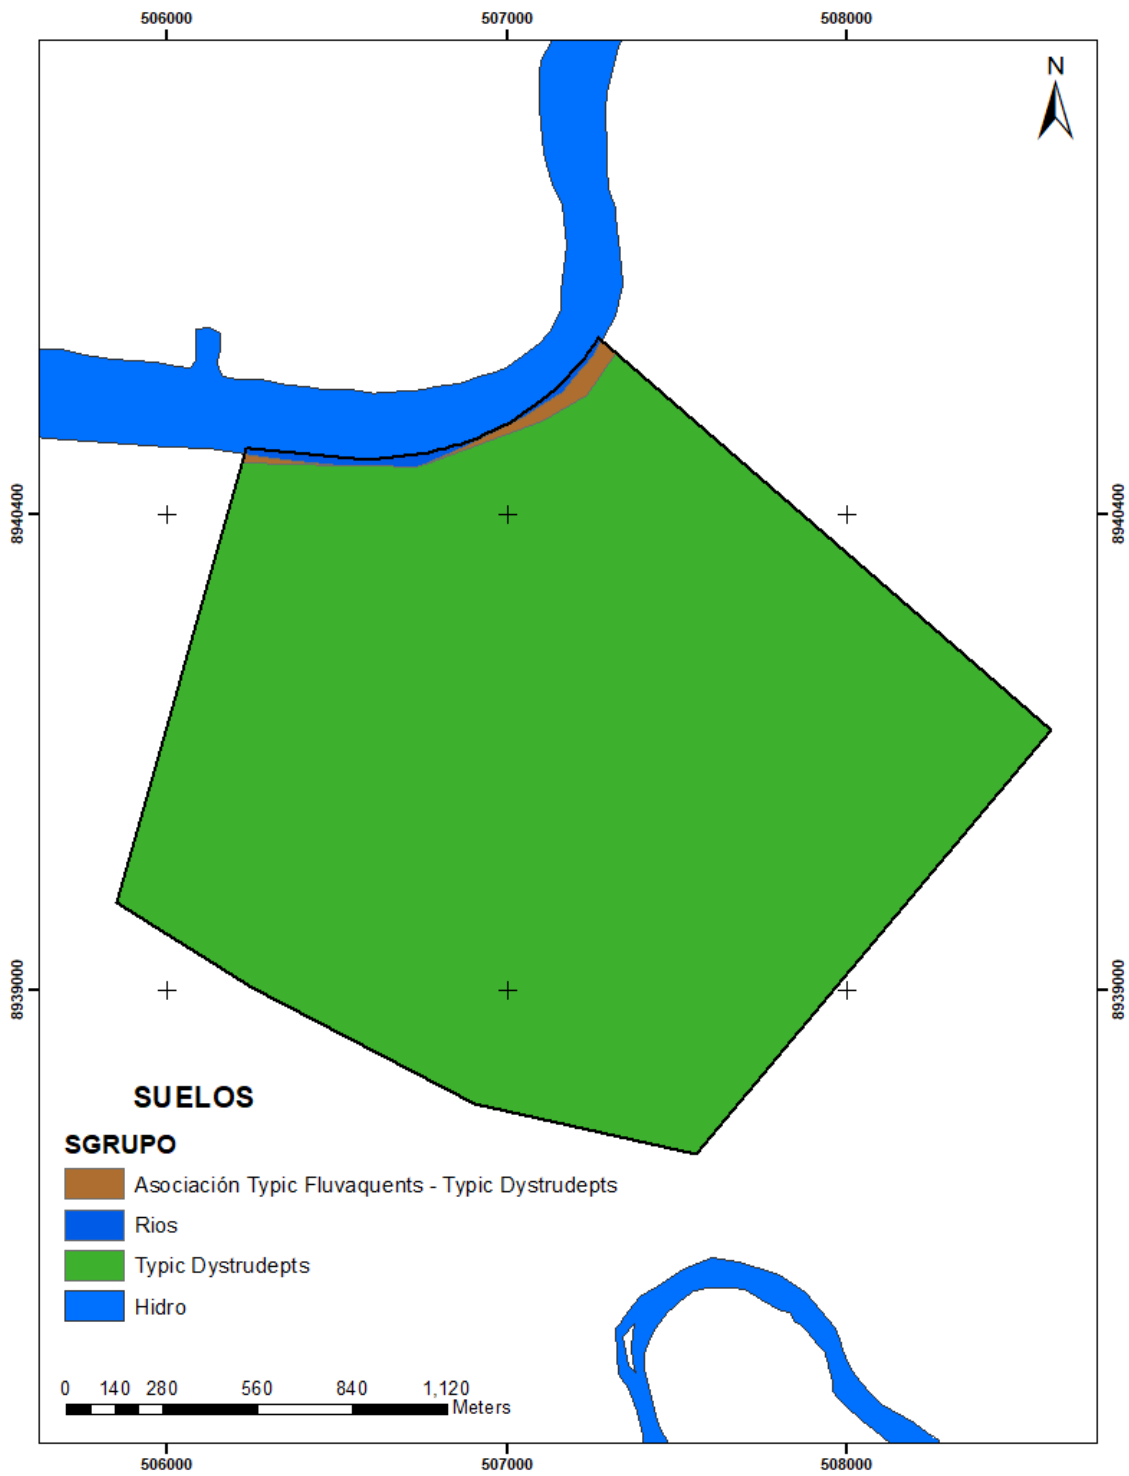 506000 507000 508000
N
8940400 8940400
8939000 8939000
SUELOS
SGRUPO
Asociación Typic Fluvaquents - Typic Dystrudepts
Rios
Typic Dystrudepts
Hidro
0 140 280 560 840 1,120
Meters
506000 507000 508000